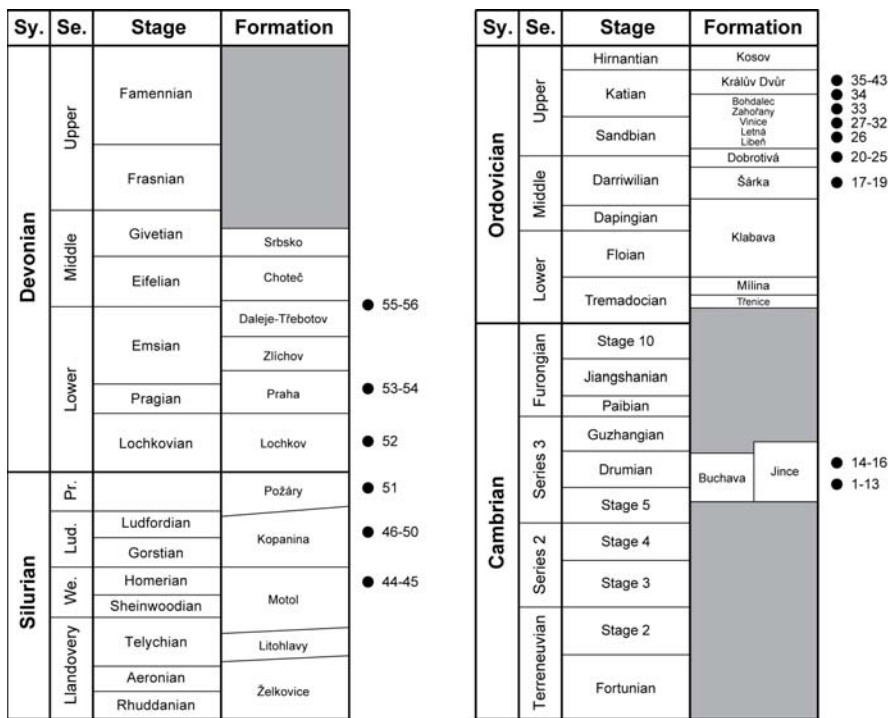 Sy. Se. Stage Formation
Devonian
Upper
Famennian
Frasnian
Middle
Givetian
Srbsko
Eifelian
Choteč
55-56
Lower
Emsian
Daleje-Třebotov
Zlíchov
Pragian
Praha
53-54
Lochkovian
Lochkov
52
Silurian
Pr.
Požáry
51
Lud.
Ludfordian
Kopanina
46-50
Gorstian
We.
Homerian
44-45
Sheinwoodian
Motol
Llandovery
Telychian
Litohlavy
Aeronian
Želkovice
Rhuddanian
Sy. Se. Stage Formation
Ordovician
Upper
Hirnantian
Kosov
Katian
Králův Dvůr
35-43
34
Bohdalec
33
Zahořany
Vinice
27-32
Sandbian
Letná
26
Libeň
Dobrotivá
20-25
Middle
Darriwilian
Šárka
17-19
Dapingian
Klabava
Lower
Floian
Tremadocian
Milina
Třenice
Cambrian
Furongian
Stage 10
Jiangshanian
Paibian
Series 3
Guzhangian
Drumian
Buchava
Jince
14-16
1-13
Stage 5
Series 2
Stage 4
Stage 3
Terreneuvian
Stage 2
Fortunian